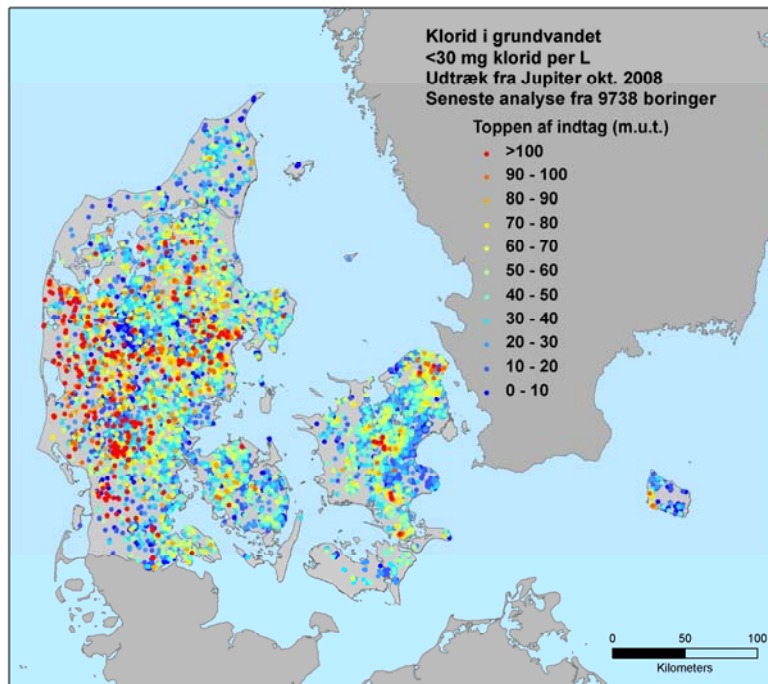 Klorid i grundvandet
<30 mg klorid per L
Udtræk fra Jupiter okt. 2008
Seneste analyse fra 9738 boringer
Toppen af indtag (m.u.t.)
>100
90 - 100
80 - 90
70 - 80
60 - 70
50 - 60
40 - 50
30 - 40
20 - 30
10 - 20
0 - 10
0 50 100
Kilometers